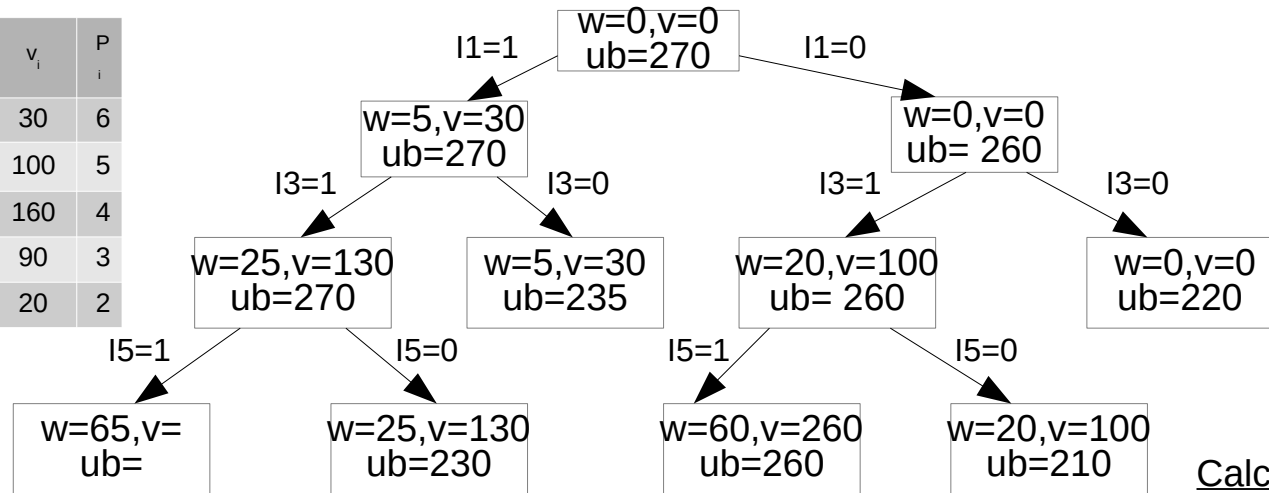 v i P i
30 6
100 5
160 4
90 3
20 2
w=0,v=0
ub=270
I1=1 I1=0
w=5,v=30
ub=270
w=0,v=0
ub= 260
I3=1 I3=0 I3=1 I3=0
w=25,v=130
ub=270
w=5,v=30
ub=235
w=20,v=100
ub= 260
w=0,v=0
ub=220
I5=1 I5=0 I5=1 I5=0
w=65,v=
ub=
w=25,v=130
ub=230
w=60,v=260
ub=260
w=20,v=100
ub=210
Calc